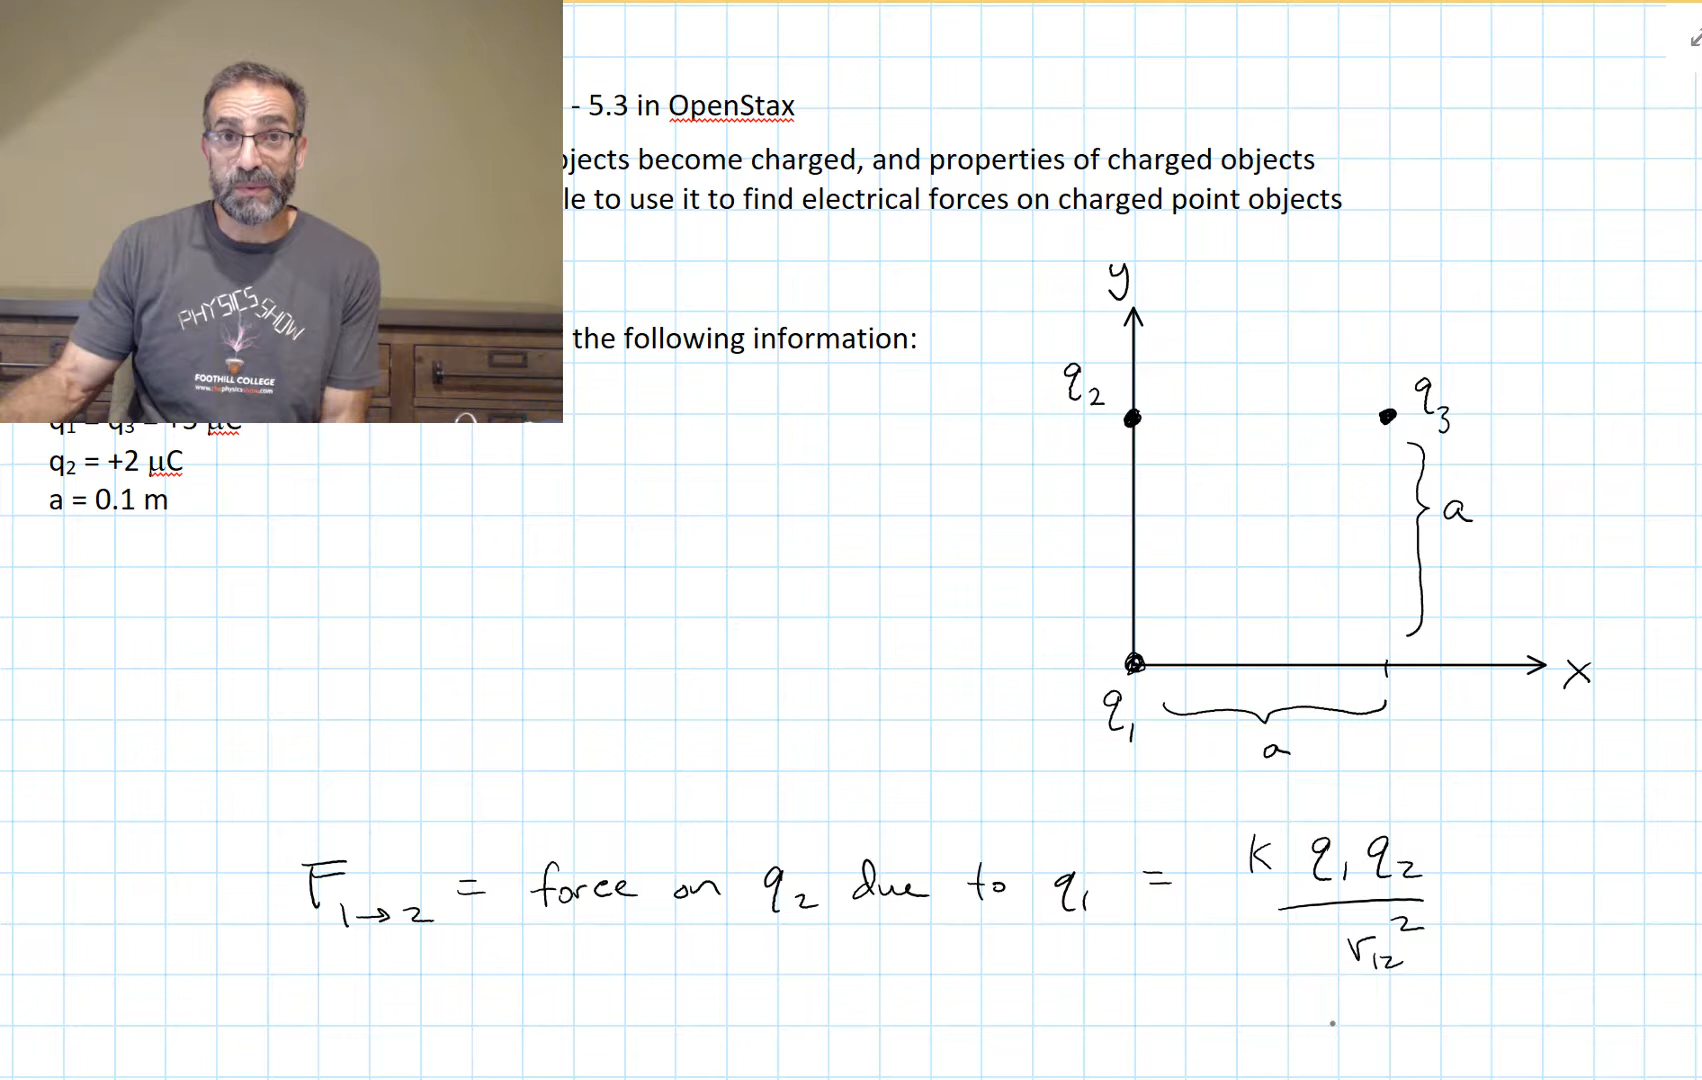 - 5.3 in OpenStax
jects become charged, and properties of charged objects
le to use it to find electrical forces on charged point objects
PHYSICS SHOW
FOOTHILL COLLEGE
the following information:
q₂ = +2 μC
a = 0.1 m
y
q₂
q₃
a
x
q₁
a
F₁→₂ = force on q₂ due to q₁ = k q₁q₂ / r₁₂²